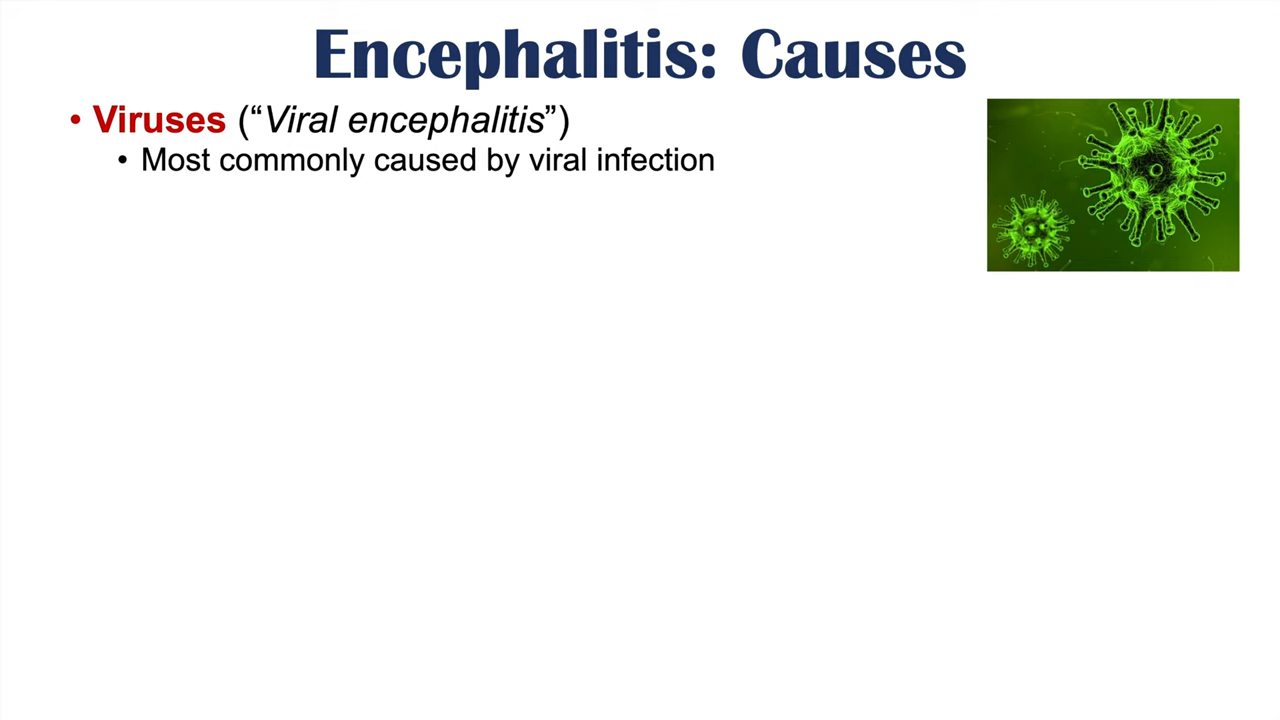 Encephalitis: Causes
• Viruses (“Viral encephalitis”)
• Most commonly caused by viral infection